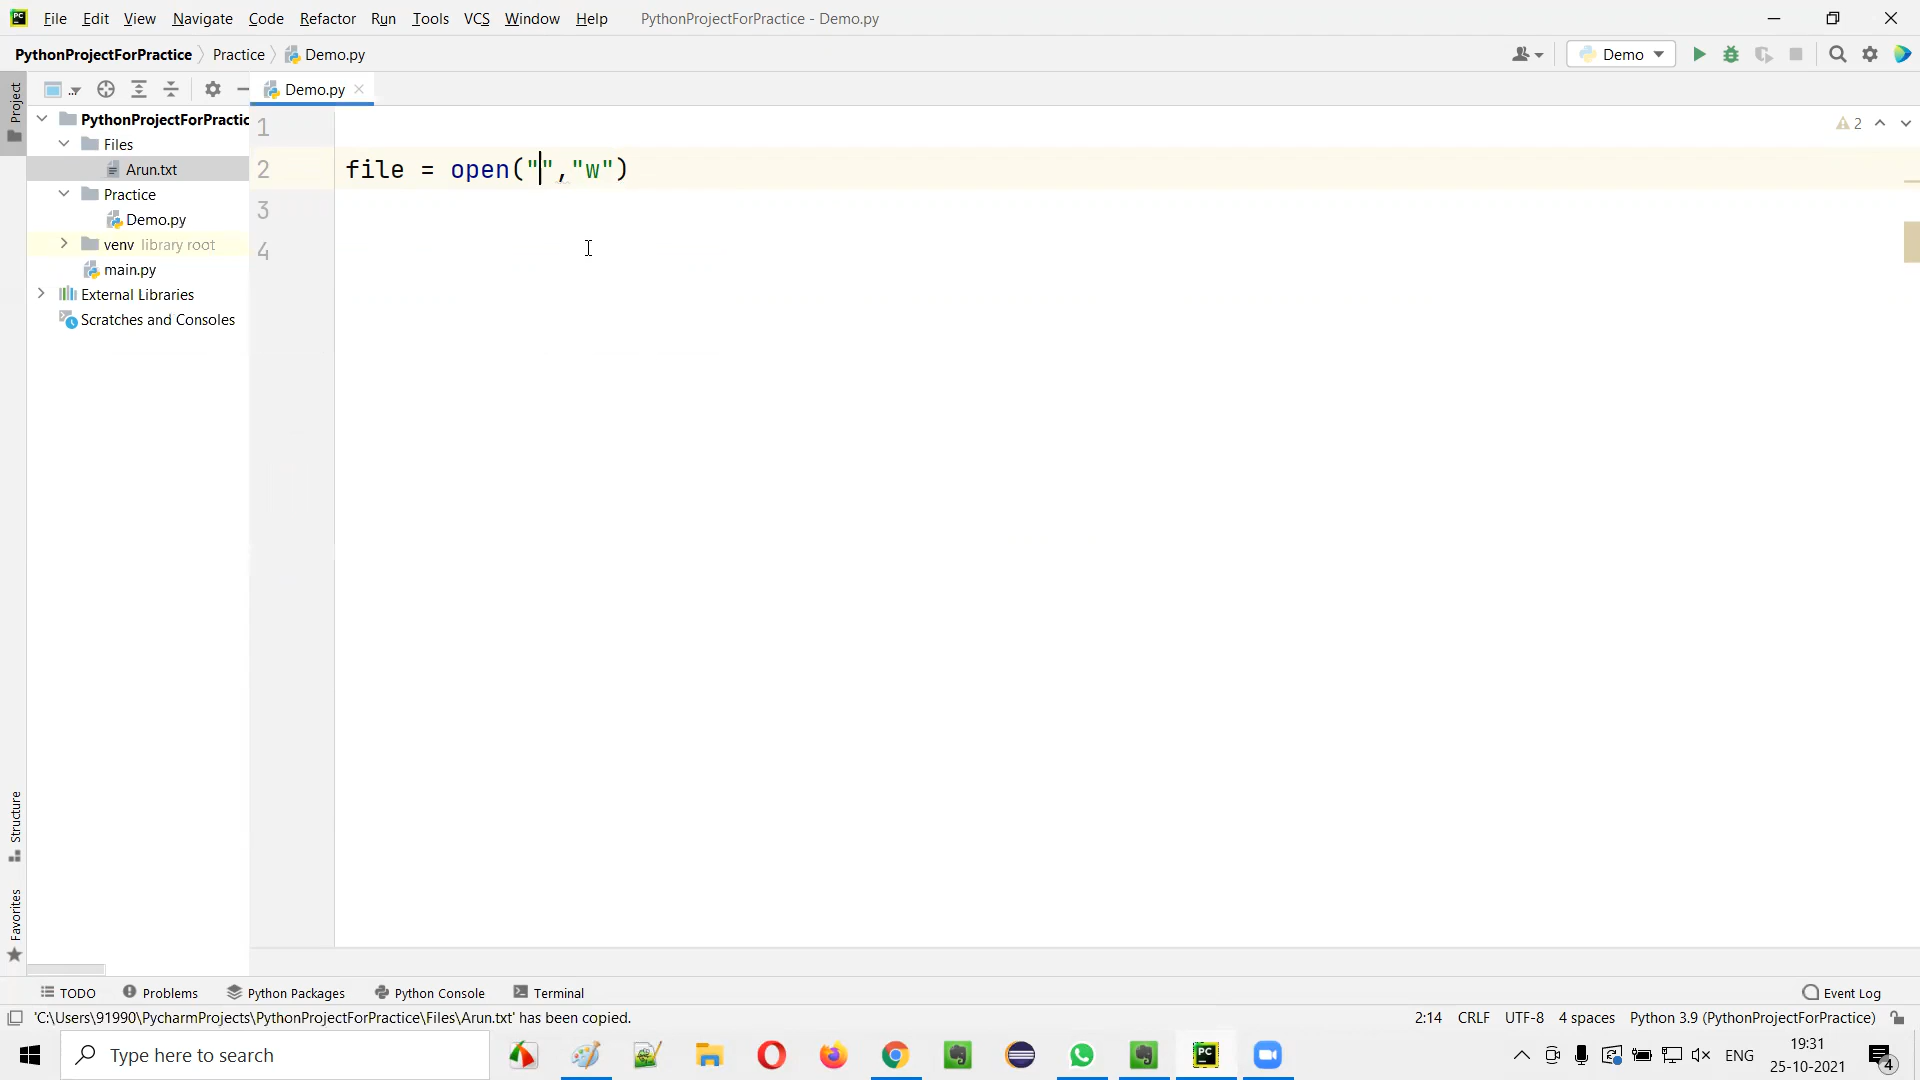 PC File Edit View Navigate Code Refactor Run Tools VCS Window Help PythonProjectForPractice - Demo.py
PythonProjectForPractice Practice Demo.py Demo
Project
Demo.py
PythonProjectForPractic
Files
Arun.txt
Practice
Demo.py
venv library root
main.py
External Libraries
Scratches and Consoles
1
2 file = open("","w")
3
4
2
Structure
Favorites
TODO Problems Python Packages Python Console Terminal Event Log
'C:\Users\91990\PycharmProjects\PythonProjectForPractice\Files\Arun.txt' has been copied. 2:14 CRLF UTF-8 4 spaces Python 3.9 (PythonProjectForPractice)
Type here to search PC ENG 19:31
25-10-2021 4